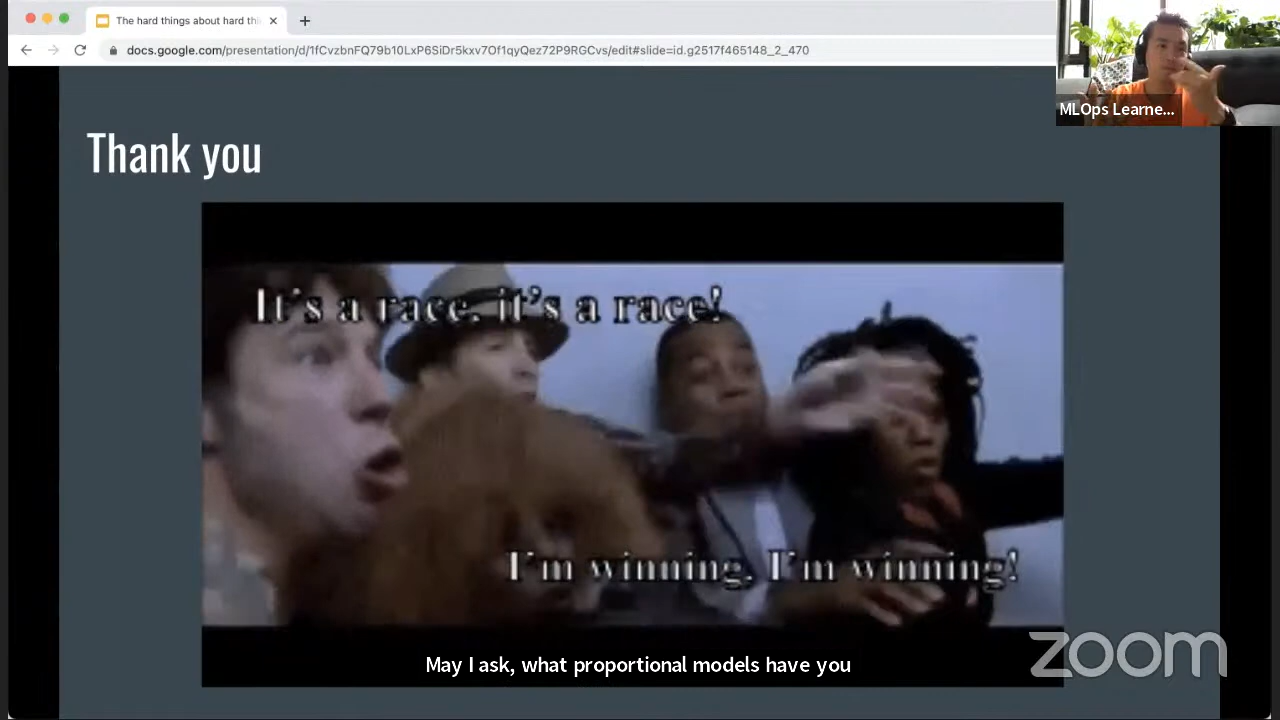 The hard things about hard thi
docs.google.com/presentation/d/1fCvzbnFQ79b10LxP6SiDr5kxv7Of1qyQez72P9RGCvs/edit#slide=id.g2517f465148_2_470
MLOps Learne...
Thank you
It's a race, it's a race!
I'm winning, I'm winning!
May I ask, what proportional models have you
zoom